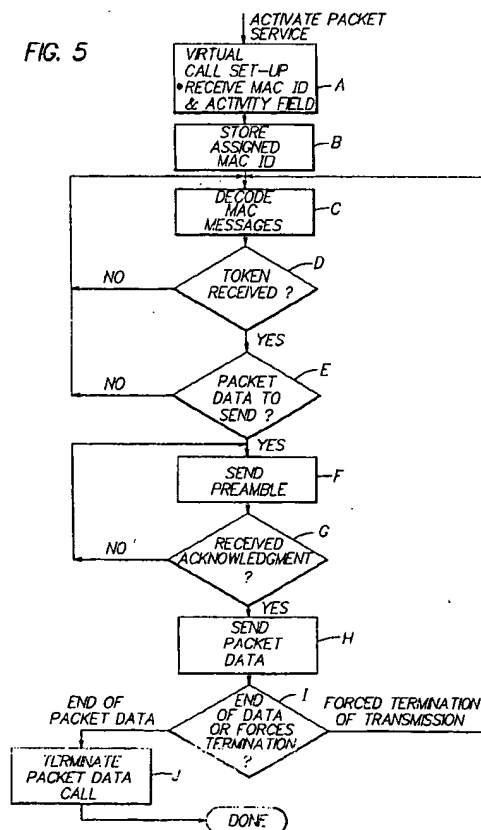 ACTIVATE PACKET
SERVICE
FIG. 5
VIRTUAL
CALL SET-UP
•RECEIVE MAC ID
& ACTIVITY FIELD
A
STORE
ASSIGNED
MAC ID
B
DECODE
MAC
MESSAGES
C
TOKEN
RECEIVED ?
D
NO
YES
PACKET
DATA TO
SEND ?
E
NO
YES
SEND
PREAMBLE
F
RECEIVED
ACKNOWLEDGMENT
?
G
NO
YES
SEND
PACKET
DATA
H
END
OF DATA
OR FORCES
TERMINATION
?
I
END OF
PACKET DATA
FORCED TERMINATION
OF TRANSMISSION
TERMINATE
PACKET DATA
CALL
J
DONE